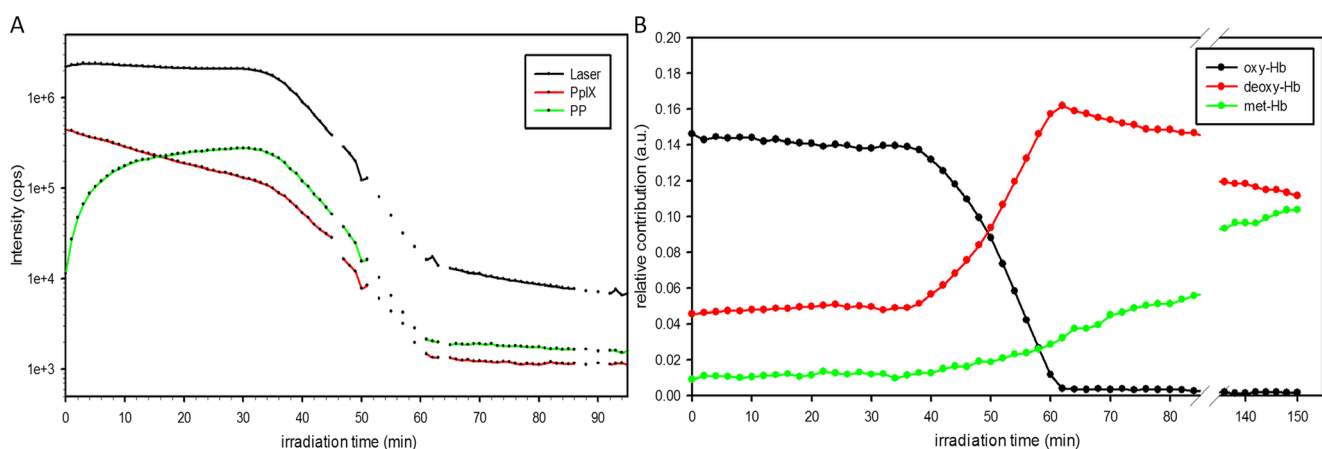 A
Intensity (cps)
1e+6
1e+5
1e+4
1e+3
Laser
PpIX
PP
0 10 20 30 40 50 60 70 80 90
irradiation time (min)
B
relative contribution (a.u.)
0.20
0.18
0.16
0.14
0.12
0.10
0.08
0.06
0.04
0.02
0.00
oxy-Hb
deoxy-Hb
met-Hb
0 10 20 30 40 50 60 70 80 140 150
irradiation time (min)